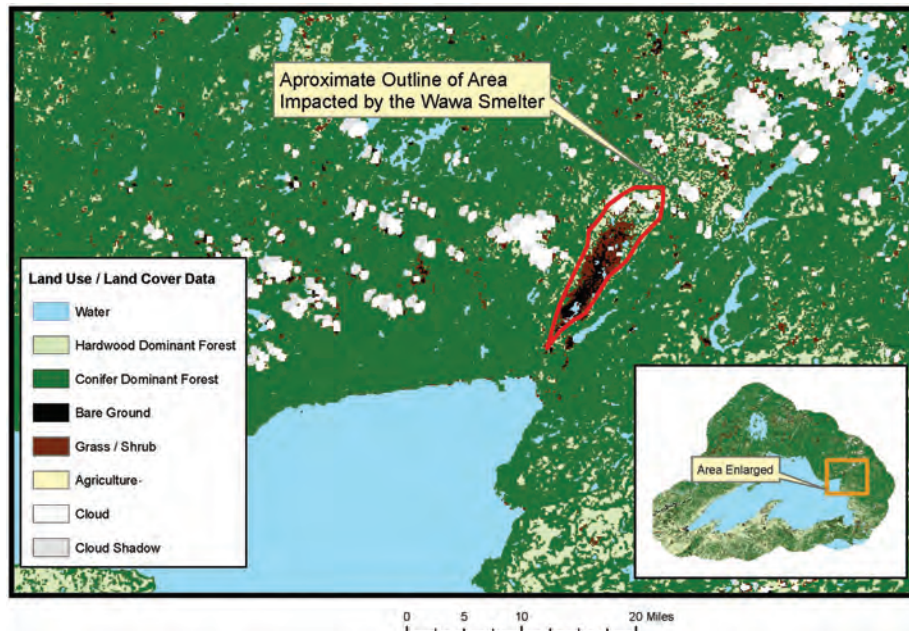 Aproximate Outline of Area
Impacted by the Wawa Smelter
Land Use / Land Cover Data
Water
Hardwood Dominant Forest
Conifer Dominant Forest
Bare Ground
Grass / Shrub
Agriculture
Cloud
Cloud Shadow
Area Enlarged
0 5 10 20 Miles